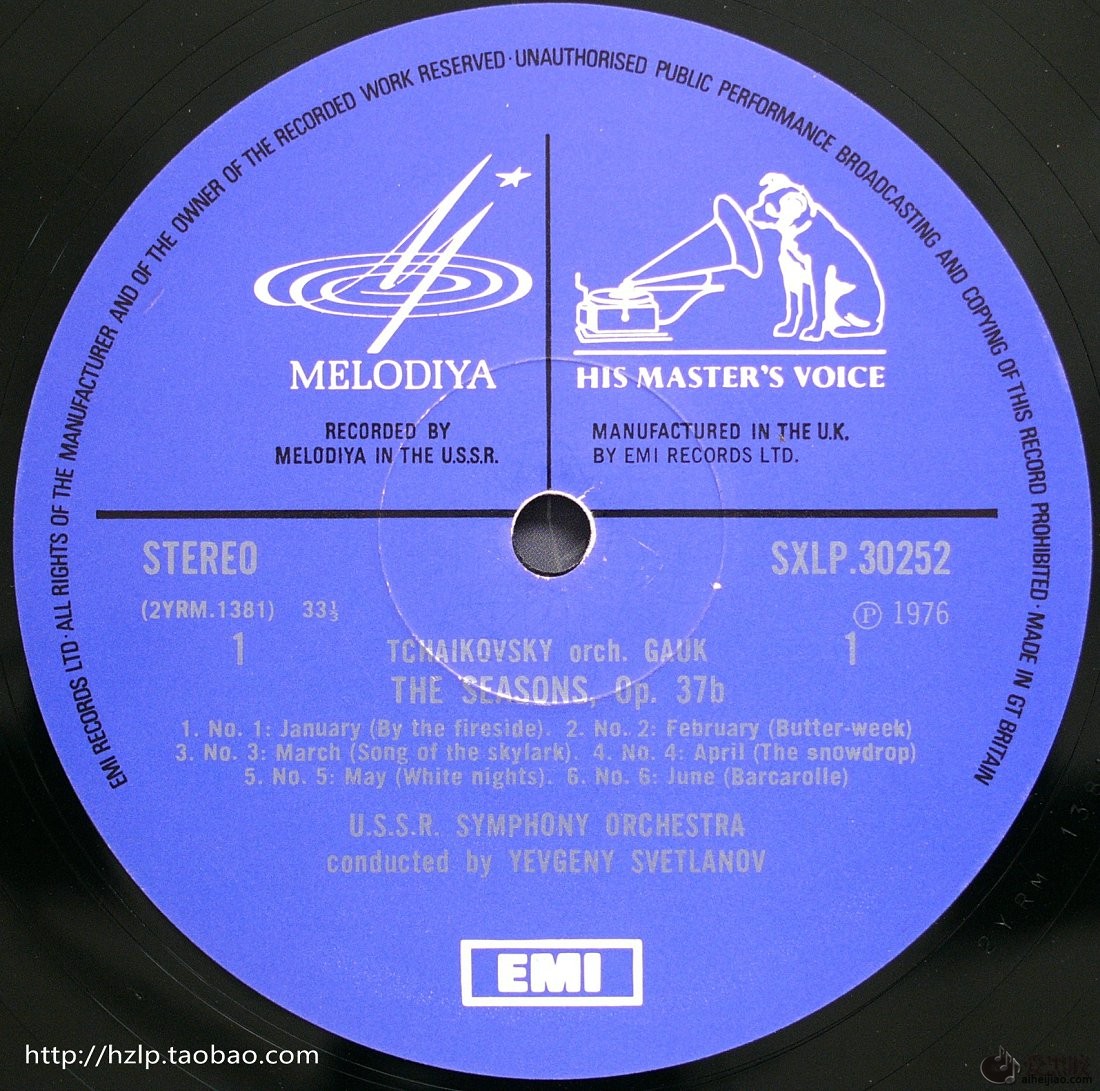 EMI RECORDS LTD · ALL RIGHTS OF THE MANUFACTURER AND OF THE OWNER OF THE RECORDED WORK RESERVED · UNAUTHORISED PUBLIC PERFORMANCE BROADCASTING AND COPYING OF THIS RECORD PROHIBITED · MADE IN GT BRITAIN
MELODIYA
HIS MASTER'S VOICE
RECORDED BY
MELODIYA IN THE U.S.S.R.
MANUFACTURED IN THE U.K.
BY EMI RECORDS LTD.
STEREO
SXLP.30252
(2YRM.1381) 33⅓
℗ 1976
1
1
TCHAIKOVSKY orch. GAUK
THE SEASONS, Op. 37b
1. No. 1: January (By the fireside). 2. No. 2: February (Butter-week)
3. No. 3: March (Song of the skylark). 4. No. 4: April (The snowdrop)
5. No. 5: May (White nights). 6. No. 6: June (Barcarolle)
U.S.S.R. SYMPHONY ORCHESTRA
conducted by YEVGENY SVETLANOV
EMI
2YRM 138
http://hzlp.taobao.com
aiheijiao.com